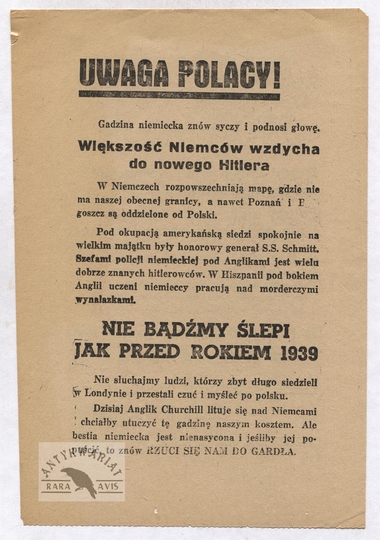 UWAGA POLACY!
Gadzina niemiecka znów syczy i podnosi głowę.
Większość Niemców wzdycha
do nowego Hitlera
W Niemczech rozpowszechniają mapę, gdzie nie
ma naszej obecnej granicy, a nawet Poznań i B
goszcz są oddzielone od Polski.
Pod okupacją amerykańską siedzi spokojnie na
wielkim majątku były honorowy generał S.S. Schmitt.
Szefami policji niemieckiej pod Anglikami jest wielu
dobrze znanych hitlerowców. W Hiszpanii pod bokiem
Anglii uczeni niemieccy pracują nad morderczymi
wynalazkami.
NIE BĄDŹMY ŚLEPI
JAK PRZED ROKIEM 1939
Nie słuchajmy ludzi, którzy zbyt długo siedzieli
w Londynie i przestali czuć i myśleć po polsku.
Dzisiaj Anglik Churchill lituje się nad Niemcami
i chciałby utuczyć tę gadzinę naszym kosztem. Ale
bestia niemiecka jest nienasycona i jeśliby jej po-
puścić, to znów RZUCI SIĘ NAM DO GARDŁA.
ANTYKWARIAT
RARA AVIS